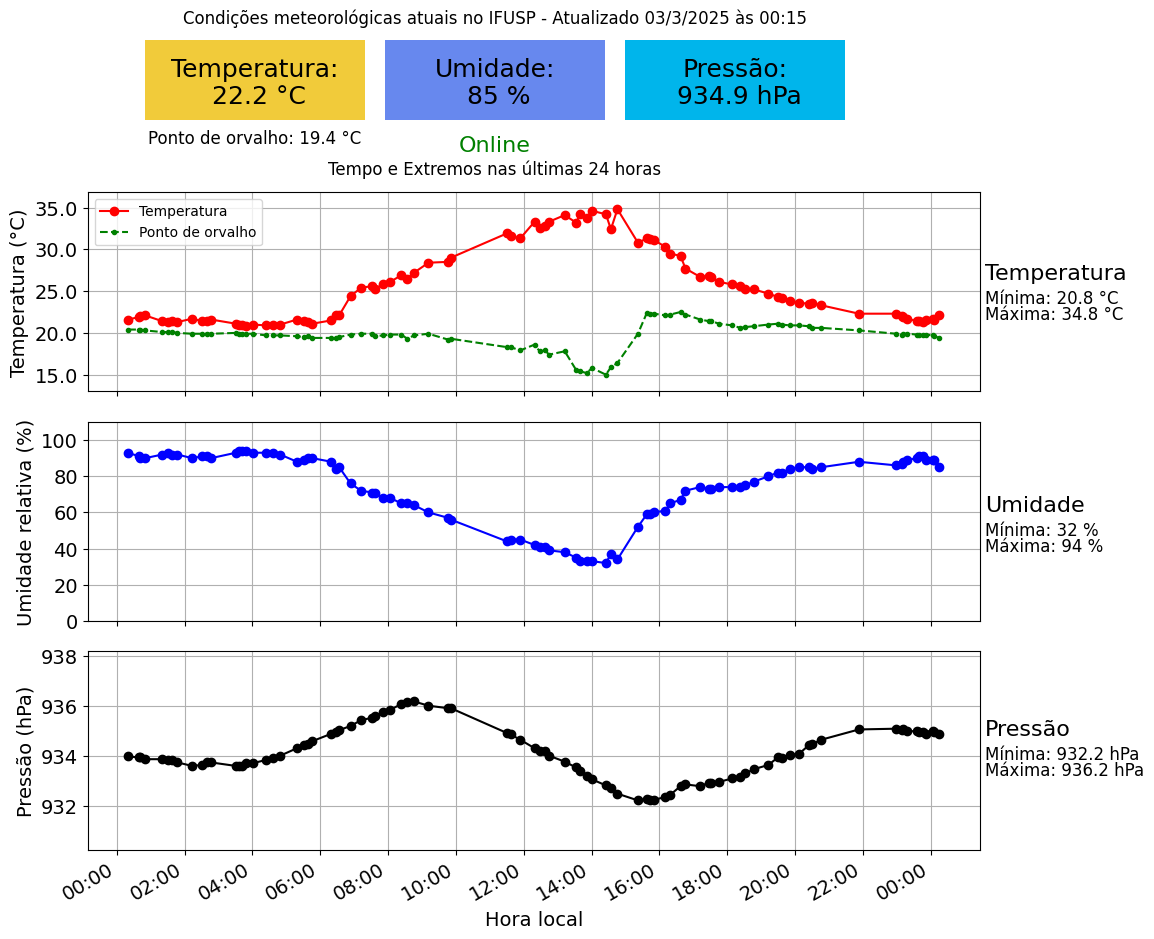 Condições meteorológicas atuais no IFUSP - Atualizado 03/3/2025 às 00:15
Temperatura:
22.2 °C
Umidade:
85 %
Pressão:
934.9 hPa
Ponto de orvalho: 19.4 °C
Online
Tempo e Extremos nas últimas 24 horas
Temperatura (°C)
35.0
30.0
25.0
20.0
15.0
Temperatura
Ponto de orvalho
Temperatura
Mínima: 20.8 °C
Máxima: 34.8 °C
Umidade relativa (%)
100
80
60
40
20
0
Umidade
Mínima: 32 %
Máxima: 94 %
Pressão (hPa)
938
936
934
932
Pressão
Mínima: 932.2 hPa
Máxima: 936.2 hPa
00:00 02:00 04:00 06:00 08:00 10:00 12:00 14:00 16:00 18:00 20:00 22:00 00:00
Hora local